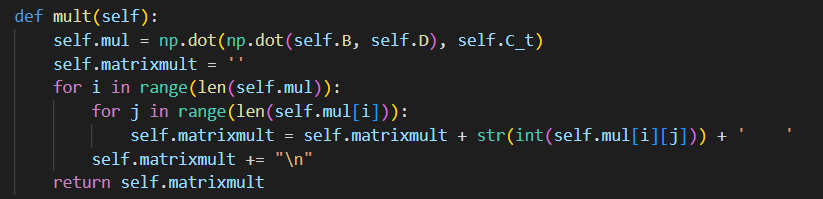 def mult(self):
    self.mul = np.dot(np.dot(self.B, self.D), self.C_t)
    self.matrixmult = ''
    for i in range(len(self.mul)):
        for j in range(len(self.mul[i])):
            self.matrixmult = self.matrixmult + str(int(self.mul[i][j])) + '    '
        self.matrixmult += "\n"
    return self.matrixmult